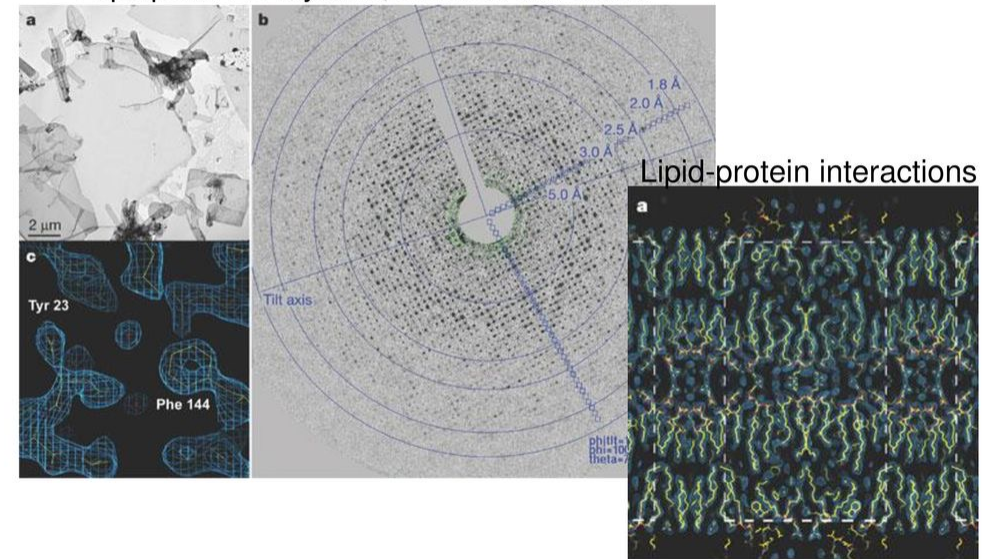 a
b
1.8 Å
2.0 Å
2.5 Å
3.0 Å
5.0 Å
Tilt axis
2 µm
c
Tyr 23
Phe 144
Lipid-protein interactions
a